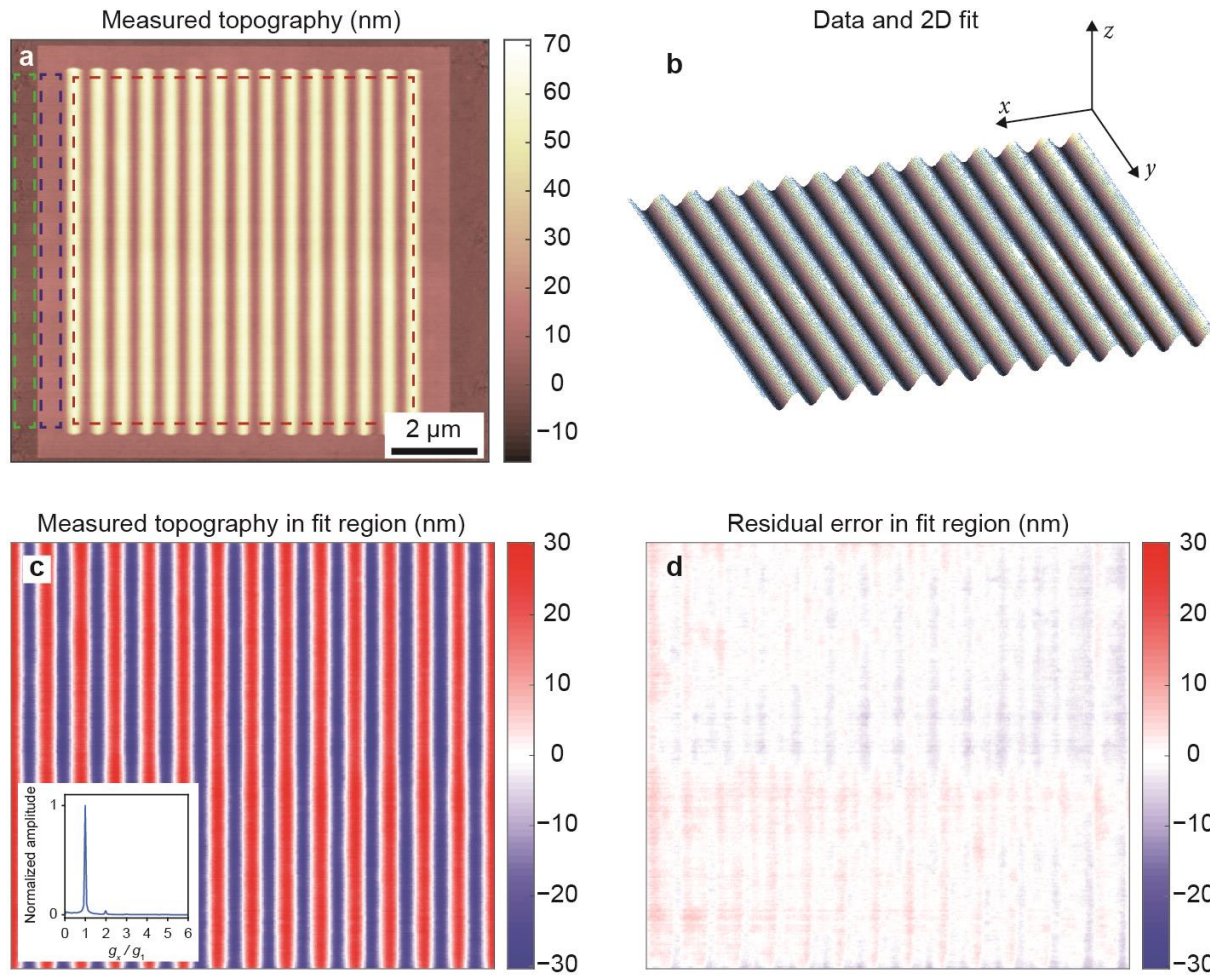 Measured topography (nm)
a
70
60
50
40
30
20
10
0
−10
2 μm
Data and 2D fit
b
z
x
y
Measured topography in fit region (nm)
c
30
20
10
0
−10
−20
−30
Normalized amplitude
1
0
0 1 2 3 4 5 6
gx / g1
Residual error in fit region (nm)
d
30
20
10
0
−10
−20
−30